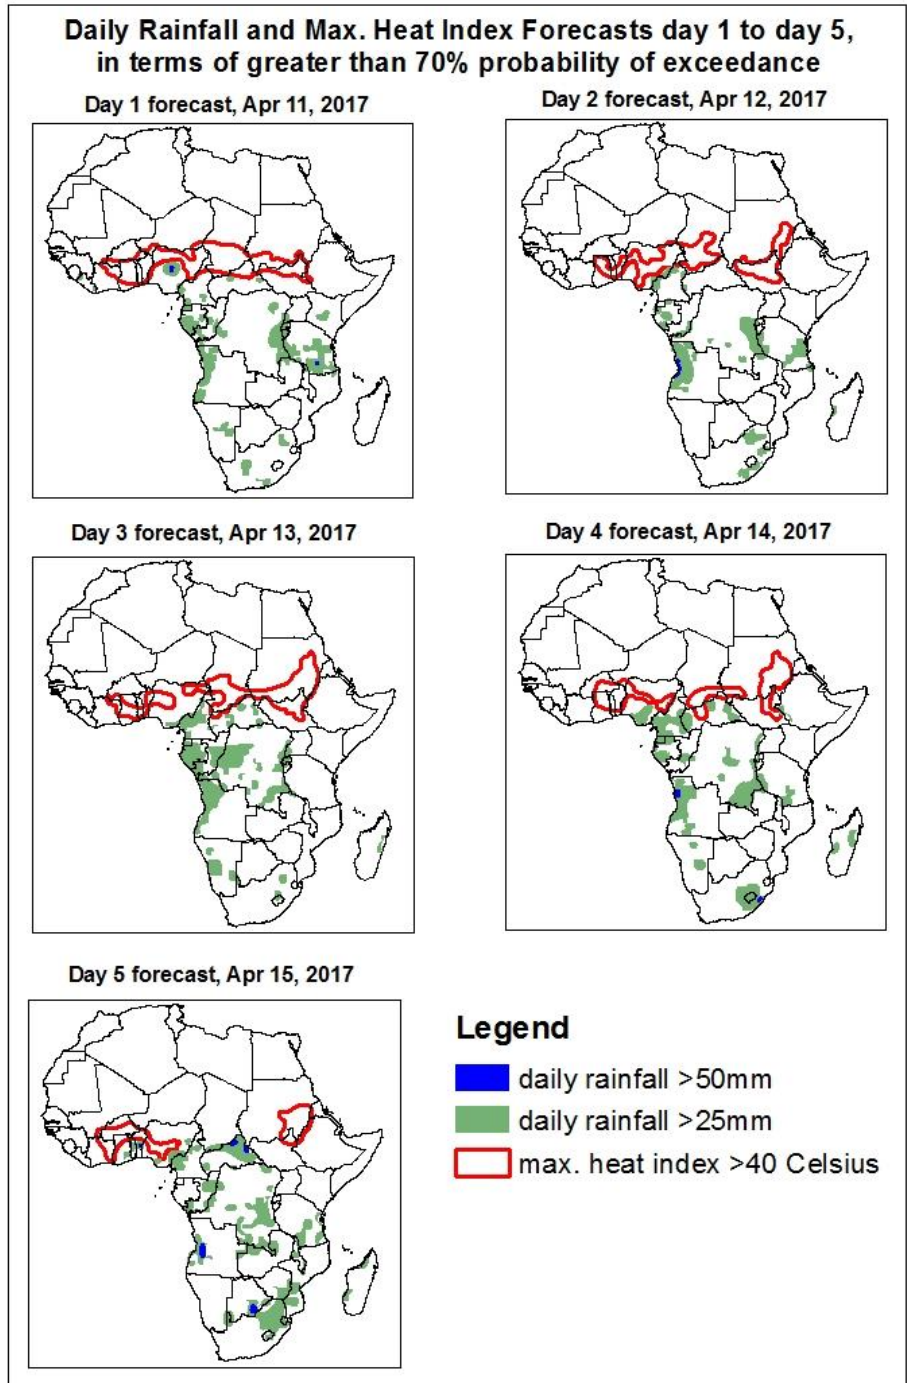 Daily Rainfall and Max. Heat Index Forecasts day 1 to day 5,
in terms of greater than 70% probability of exceedance
Day 1 forecast, Apr 11, 2017
Day 2 forecast, Apr 12, 2017
Day 3 forecast, Apr 13, 2017
Day 4 forecast, Apr 14, 2017
Day 5 forecast, Apr 15, 2017
Legend
daily rainfall >50mm
daily rainfall >25mm
max. heat index >40 Celsius